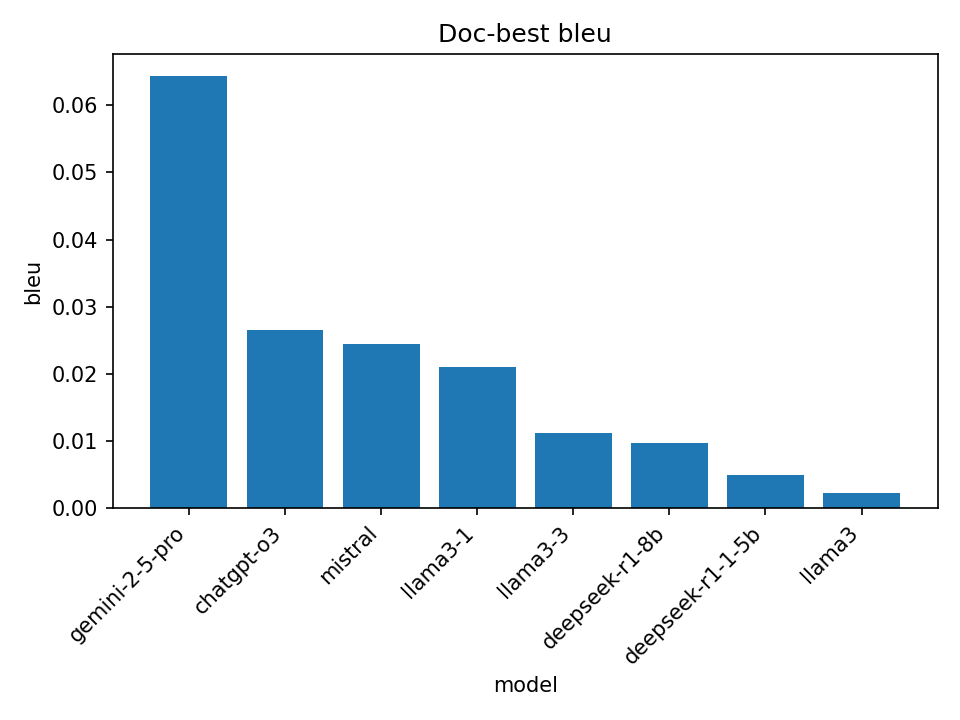 Doc-best bleu
bleu
0.06
0.05
0.04
0.03
0.02
0.01
0.00
gemini-2-5-pro
chatgpt-o3
mistral
llama3-1
llama3-3
deepseek-r1-8b
deepseek-r1-1-5b
llama3
model